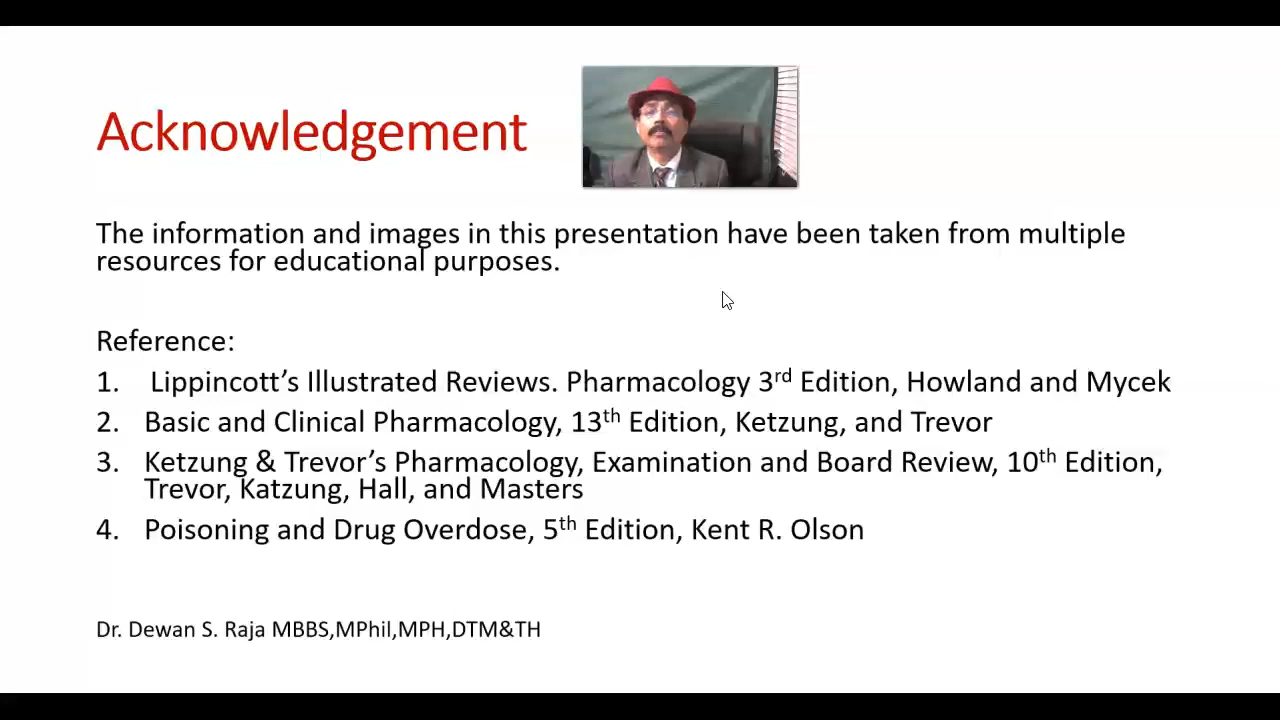 Acknowledgement
The information and images in this presentation have been taken from multiple
resources for educational purposes.
Reference:
1. Lippincott’s Illustrated Reviews. Pharmacology 3rd Edition, Howland and Mycek
2. Basic and Clinical Pharmacology, 13th Edition, Ketzung, and Trevor
3. Ketzung & Trevor’s Pharmacology, Examination and Board Review, 10th Edition,
Trevor, Katzung, Hall, and Masters
4. Poisoning and Drug Overdose, 5th Edition, Kent R. Olson
Dr. Dewan S. Raja MBBS,MPhil,MPH,DTM&TH